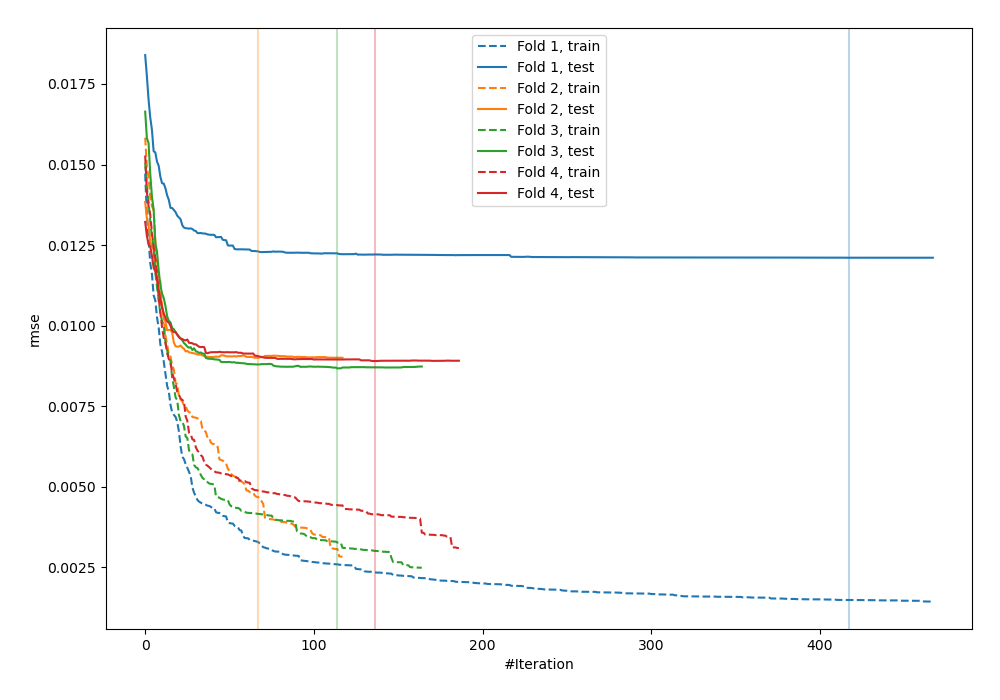 Fold 1, train
Fold 1, test
Fold 2, train
Fold 2, test
Fold 3, train
Fold 3, test
Fold 4, train
Fold 4, test
0.0175
0.0150
0.0125
0.0100
0.0075
0.0050
0.0025
rmse
0 100 200 300 400
#Iteration